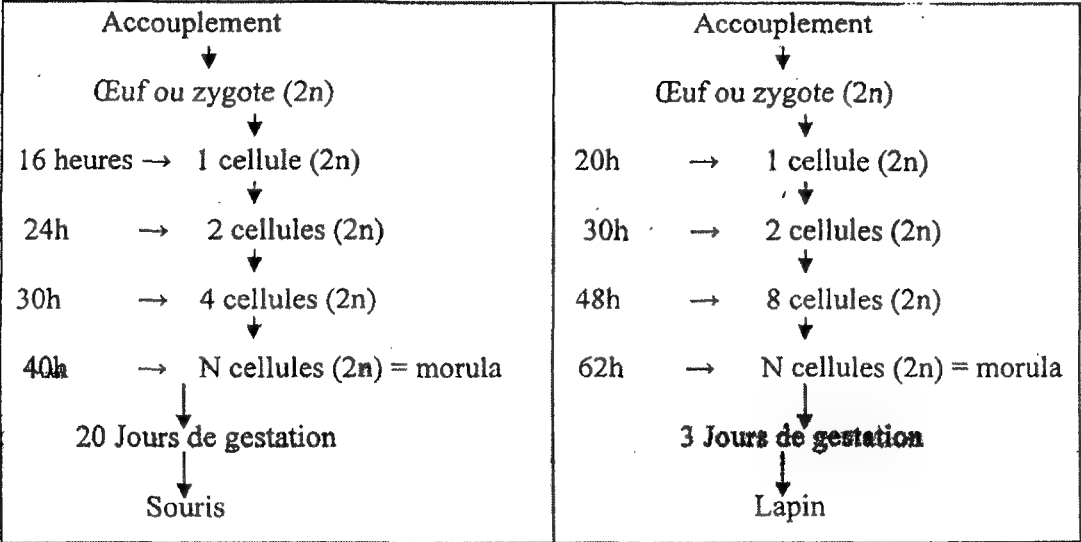 Accouplement
Œuf ou zygote (2n)
16 heures → 1 cellule (2n)
24h → 2 cellules (2n)
30h → 4 cellules (2n)
40h → N cellules (2n) = morula
20 Jours de gestation
Souris
Accouplement
Œuf ou zygote (2n)
20h → 1 cellule (2n)
30h → 2 cellules (2n)
48h → 8 cellules (2n)
62h → N cellules (2n) = morula
3 Jours de gestation
Lapin